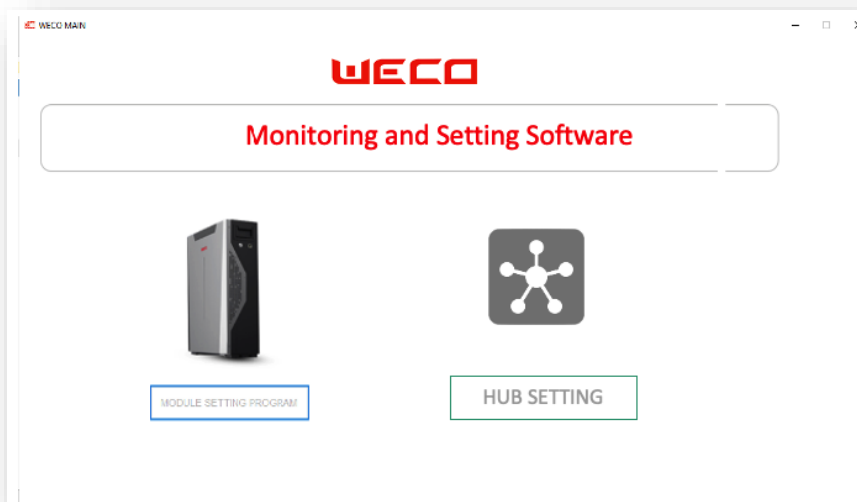 WECO MAIN
WECO
Monitoring and Setting Software
MODULE SETTING PROGRAM
HUB SETTING